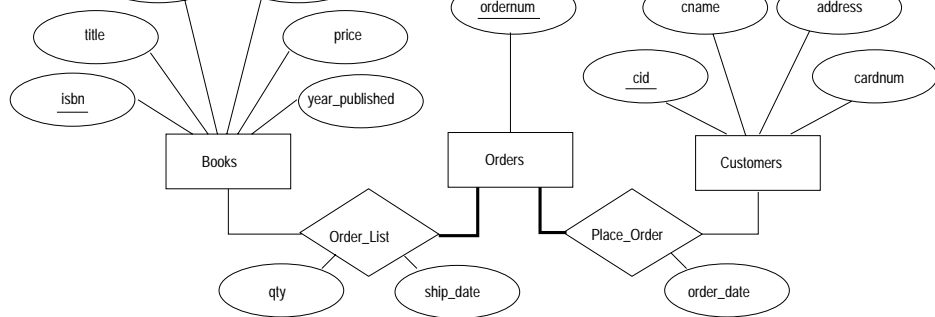 ordernum
cname
address
title
price
cid
cardnum
isbn
year_published
Books
Orders
Customers
Order_List
Place_Order
qty
ship_date
order_date